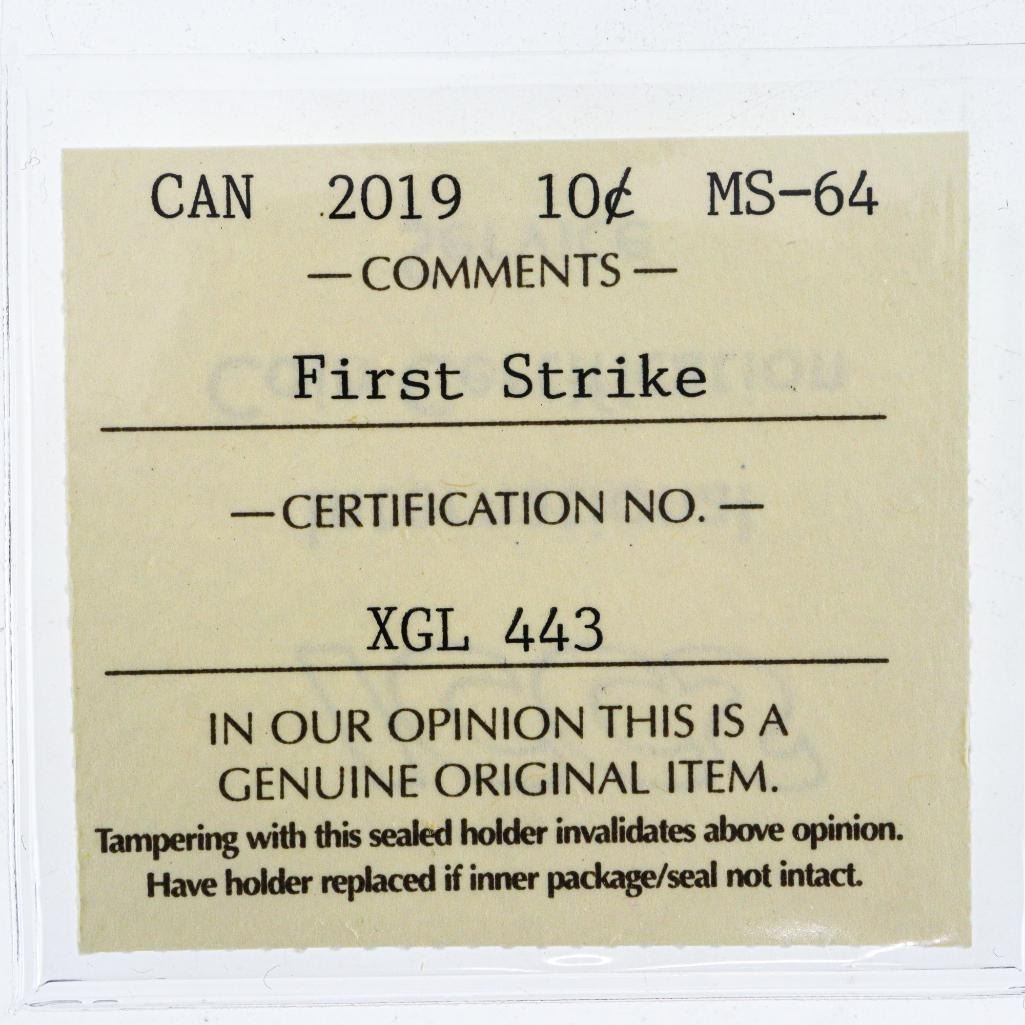 CAN 2019 10¢ MS-64
— COMMENTS —
First Strike
— CERTIFICATION NO. —
XGL 443
IN OUR OPINION THIS IS A
GENUINE ORIGINAL ITEM.
Tampering with this sealed holder invalidates above opinion.
Have holder replaced if inner package/seal not intact.